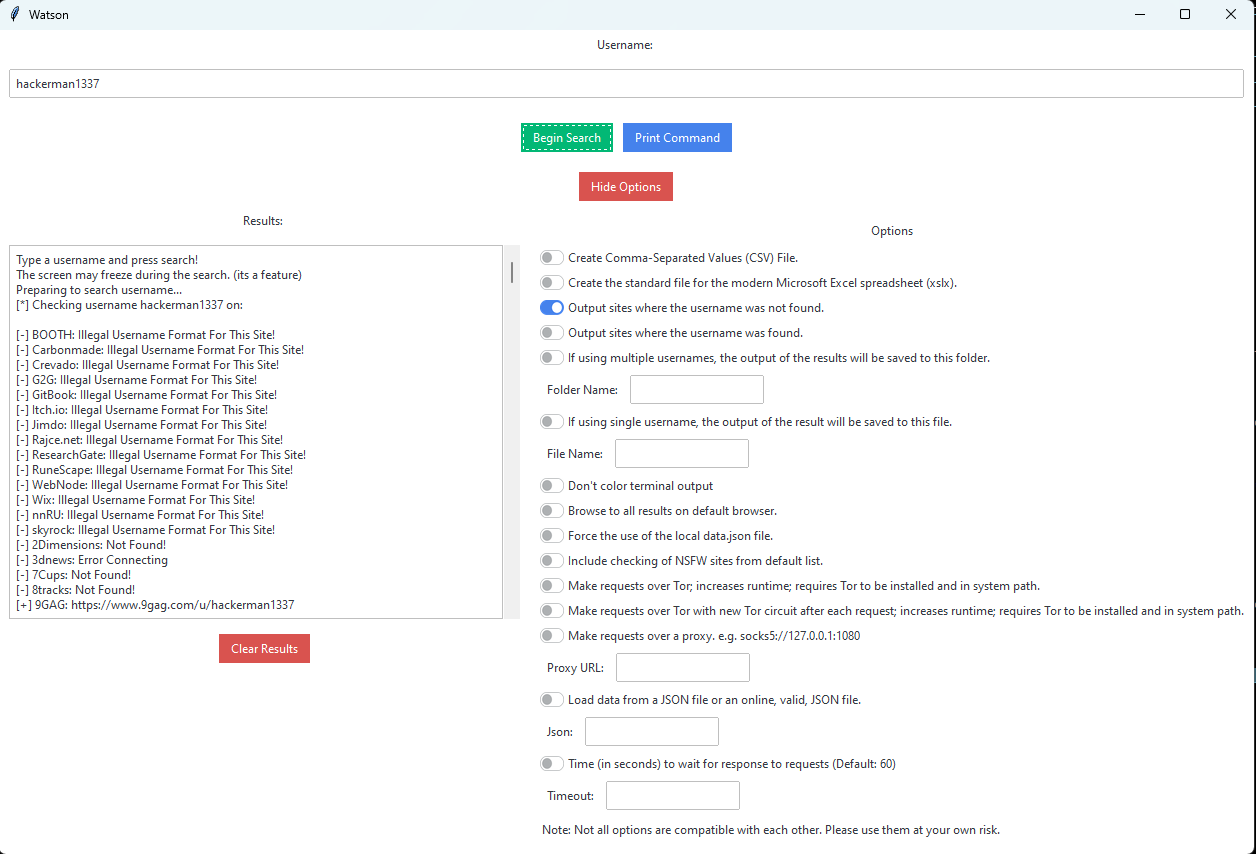 Watson
Username:
hackerman1337
Begin Search
Print Command
Hide Options
Results:
Type a username and press search!
The screen may freeze during the search. (its a feature)
Preparing to search username...
[*] Checking username hackerman1337 on:
[-] BOOTH: Illegal Username Format For This Site!
[-] Carbonmade: Illegal Username Format For This Site!
[-] Crevado: Illegal Username Format For This Site!
[-] G2G: Illegal Username Format For This Site!
[-] GitBook: Illegal Username Format For This Site!
[-] Itch.io: Illegal Username Format For This Site!
[-] Jimdo: Illegal Username Format For This Site!
[-] Rajce.net: Illegal Username Format For This Site!
[-] ResearchGate: Illegal Username Format For This Site!
[-] RuneScape: Illegal Username Format For This Site!
[-] WebNode: Illegal Username Format For This Site!
[-] Wix: Illegal Username Format For This Site!
[-] nnRU: Illegal Username Format For This Site!
[-] skyrock: Illegal Username Format For This Site!
[-] 2Dimensions: Not Found!
[-] 3dnews: Error Connecting
[-] 7Cups: Not Found!
[-] 8tracks: Not Found!
[+] 9GAG: https://www.9gag.com/u/hackerman1337
Clear Results
Options
Create Comma-Separated Values (CSV) File.
Create the standard file for the modern Microsoft Excel spreadsheet (xslx).
Output sites where the username was not found.
Output sites where the username was found.
If using multiple usernames, the output of the results will be saved to this folder.
Folder Name:
If using single username, the output of the result will be saved to this file.
File Name:
Don't color terminal output
Browse to all results on default browser.
Force the use of the local data.json file.
Include checking of NSFW sites from default list.
Make requests over Tor; increases runtime; requires Tor to be installed and in system path.
Make requests over Tor with new Tor circuit after each request; increases runtime; requires Tor to be installed and in system path.
Make requests over a proxy. e.g. socks5://127.0.0.1:1080
Proxy URL:
Load data from a JSON file or an online, valid, JSON file.
Json:
Time (in seconds) to wait for response to requests (Default: 60)
Timeout:
Note: Not all options are compatible with each other. Please use them at your own risk.